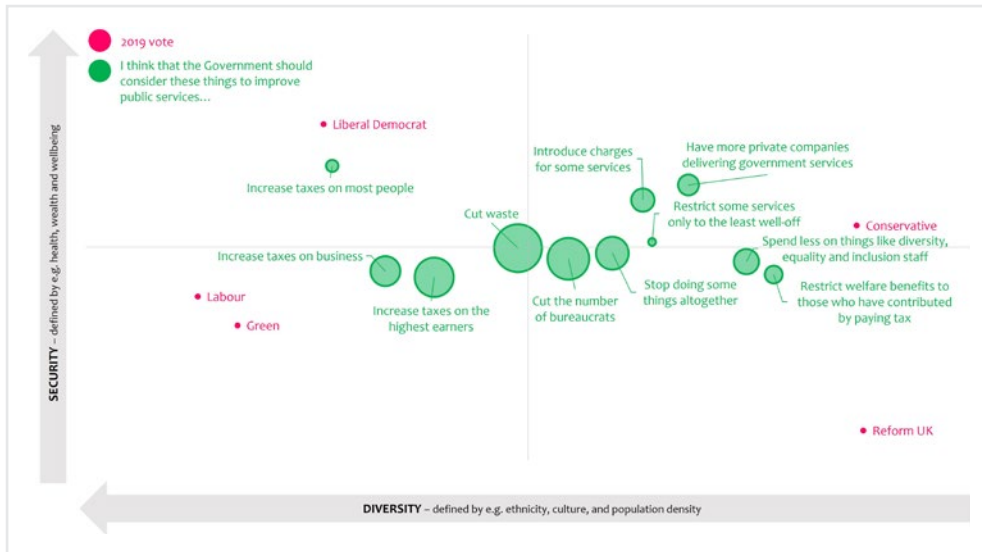 2019 vote
I think that the Government should
consider these things to improve
public services...
Liberal Democrat
Increase taxes on most people
Introduce charges
for some services
Have more private companies
delivering government services
Cut waste
Restrict some services
only to the least well-off
Conservative
Increase taxes on business
Spend less on things like diversity,
equality and inclusion staff
Labour
Green
Increase taxes on the
highest earners
Cut the number
of bureaucrats
Stop doing some
things altogether
Restrict welfare benefits to
those who have contributed
by paying tax
Reform UK
SECURITY – defined by e.g. health, wealth and wellbeing
DIVERSITY – defined by e.g. ethnicity, culture, and population density